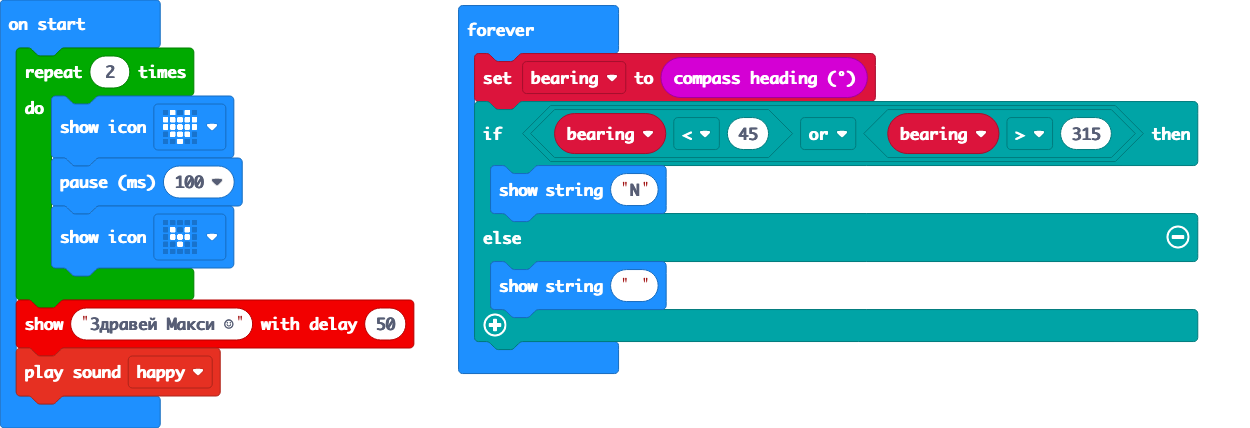 on start
repeat 2 times
do
show icon
pause (ms) 100
show icon
show "Здравей Макси ☺" with delay 50
play sound happy
forever
set bearing to compass heading (°)
if bearing < 45 or bearing > 315 then
show string "N"
else
show string " "